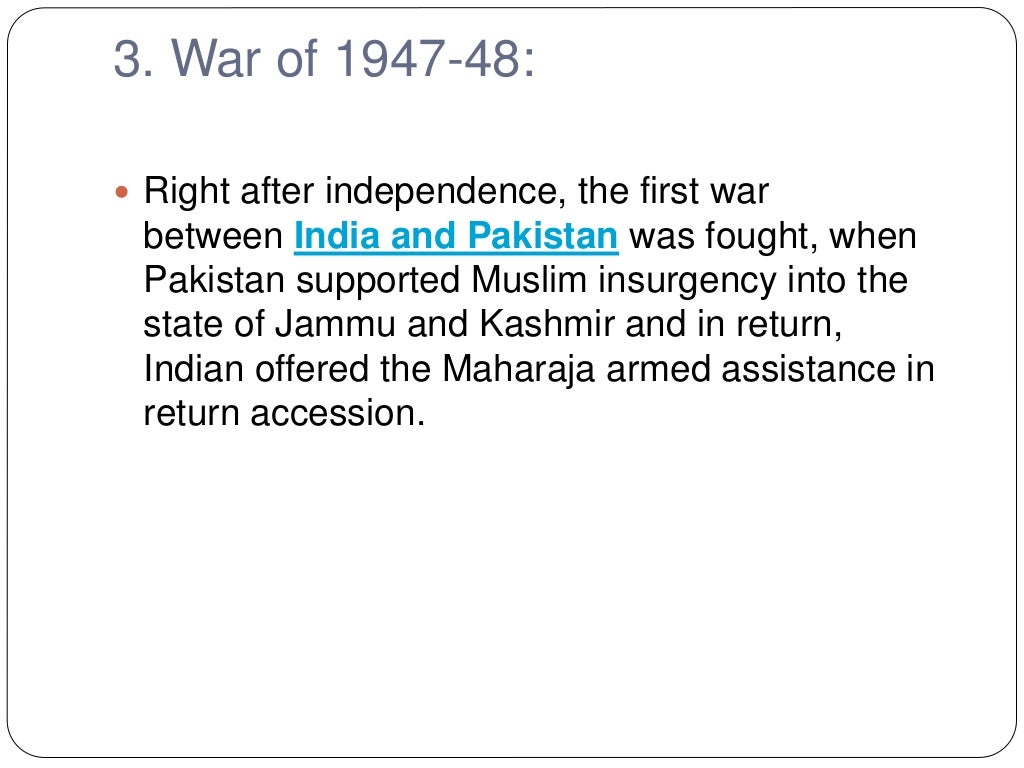 3. War of 1947-48:
• Right after independence, the first war
between India and Pakistan was fought, when
Pakistan supported Muslim insurgency into the
state of Jammu and Kashmir and in return,
Indian offered the Maharaja armed assistance in
return accession.